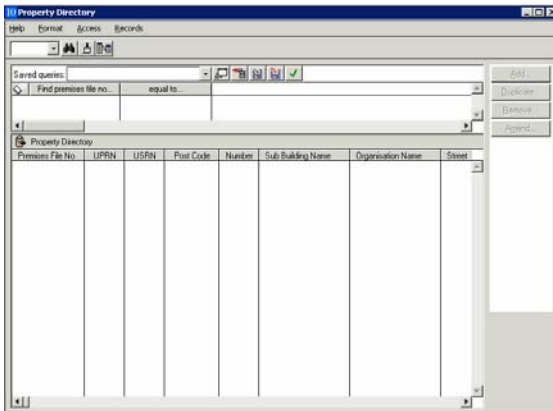 Property Directory
Help Format Access Records
Saved queries:
Find premises file no... equal to...
Add...
Duplicate
Remove...
Amend...
Property Directory
Premises File No UPRN USRN Post Code Number Sub Building Name Organisation Name Street